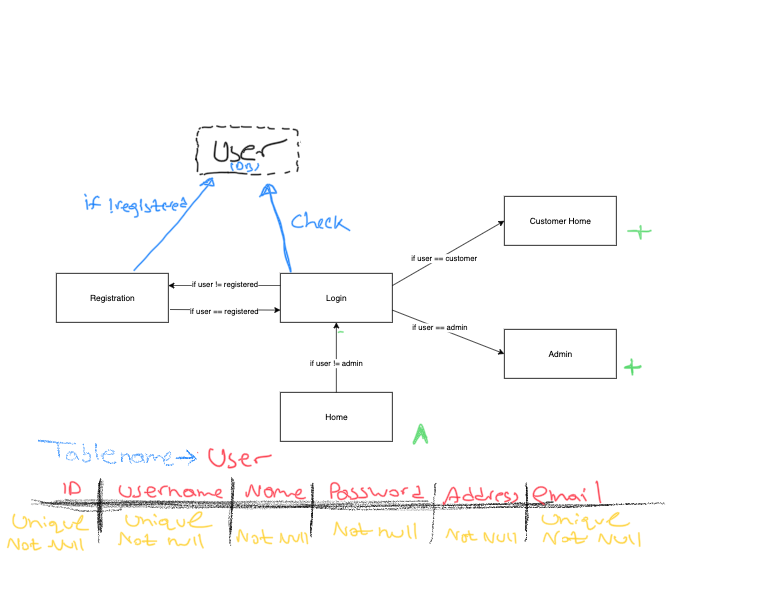 User
(DB)
if !registered
Check
Customer Home
+
if user == customer
if user != registered
Registration
Login
if user == registered
if user == admin
Admin
+
if user != admin
Home
A
Tablename → User
ID Username Name Password Address email
Unique Unique Unique
Not Null Not null Not Null Not null Not Null Not Null